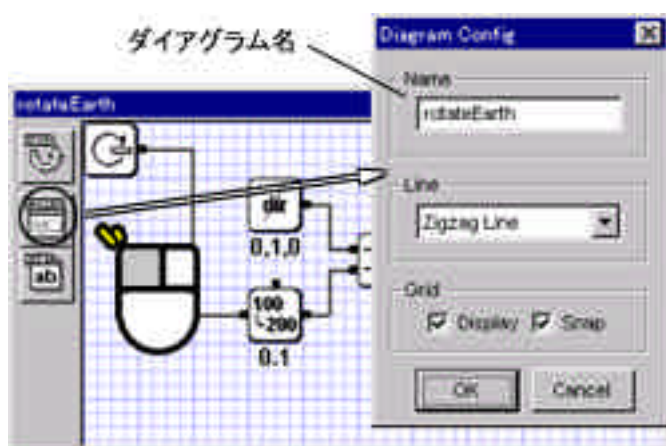 ダイアグラム名
Diagram Config
Name
rotateEarth
rotateEarth
Line
Zigzag Line
dir
0,1,0
ab
100
200
0.1
Grid
Display
Snap
OK
Cancel